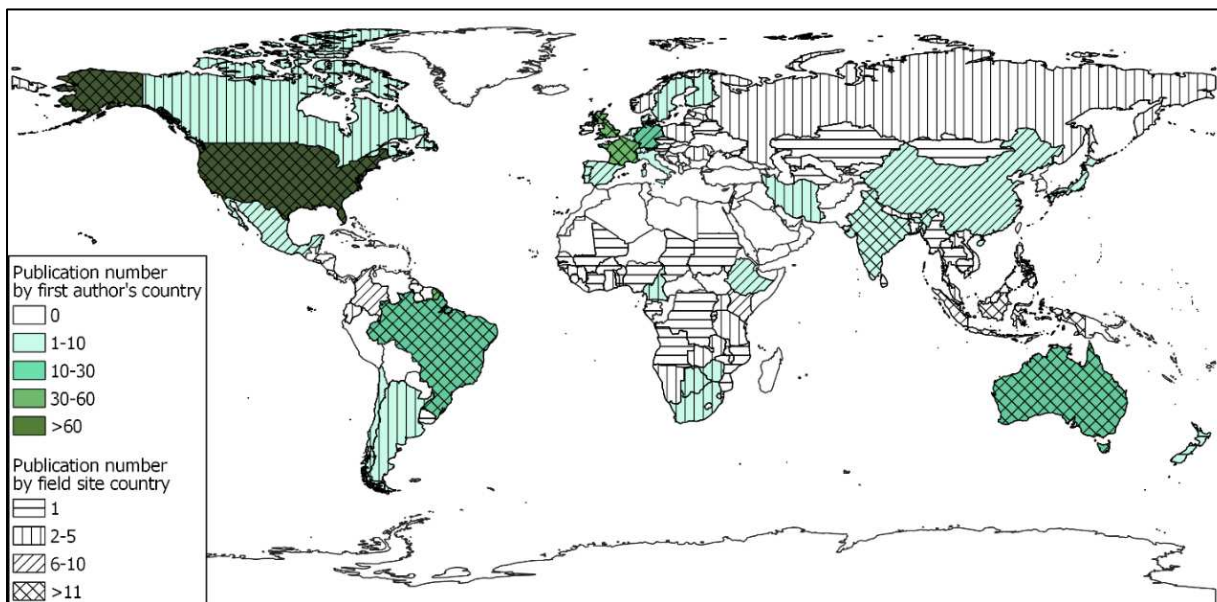 Publication number
by first author's country
0
1-10
10-30
30-60
>60
Publication number
by field site country
1
2-5
6-10
>11